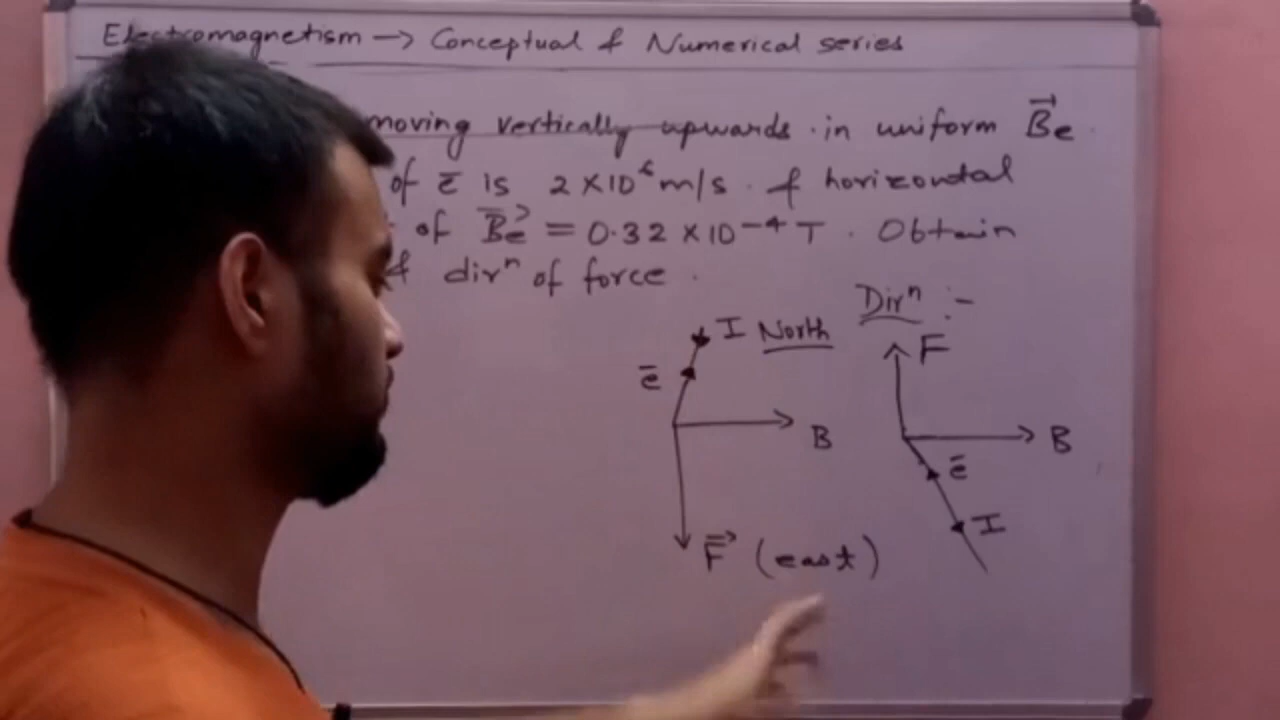 Electromagnetism → Conceptual & Numerical series
moving vertically upwards in uniform B⃗e
of e̅ is 2×10⁶ m/s. & horizontal
of B⃗e = 0.32 ×10⁻⁴ T. Obtain
& dirⁿ of force.
I North
e̅
B
F⃗ (east)
Dirⁿ :-
F
B
e̅
I